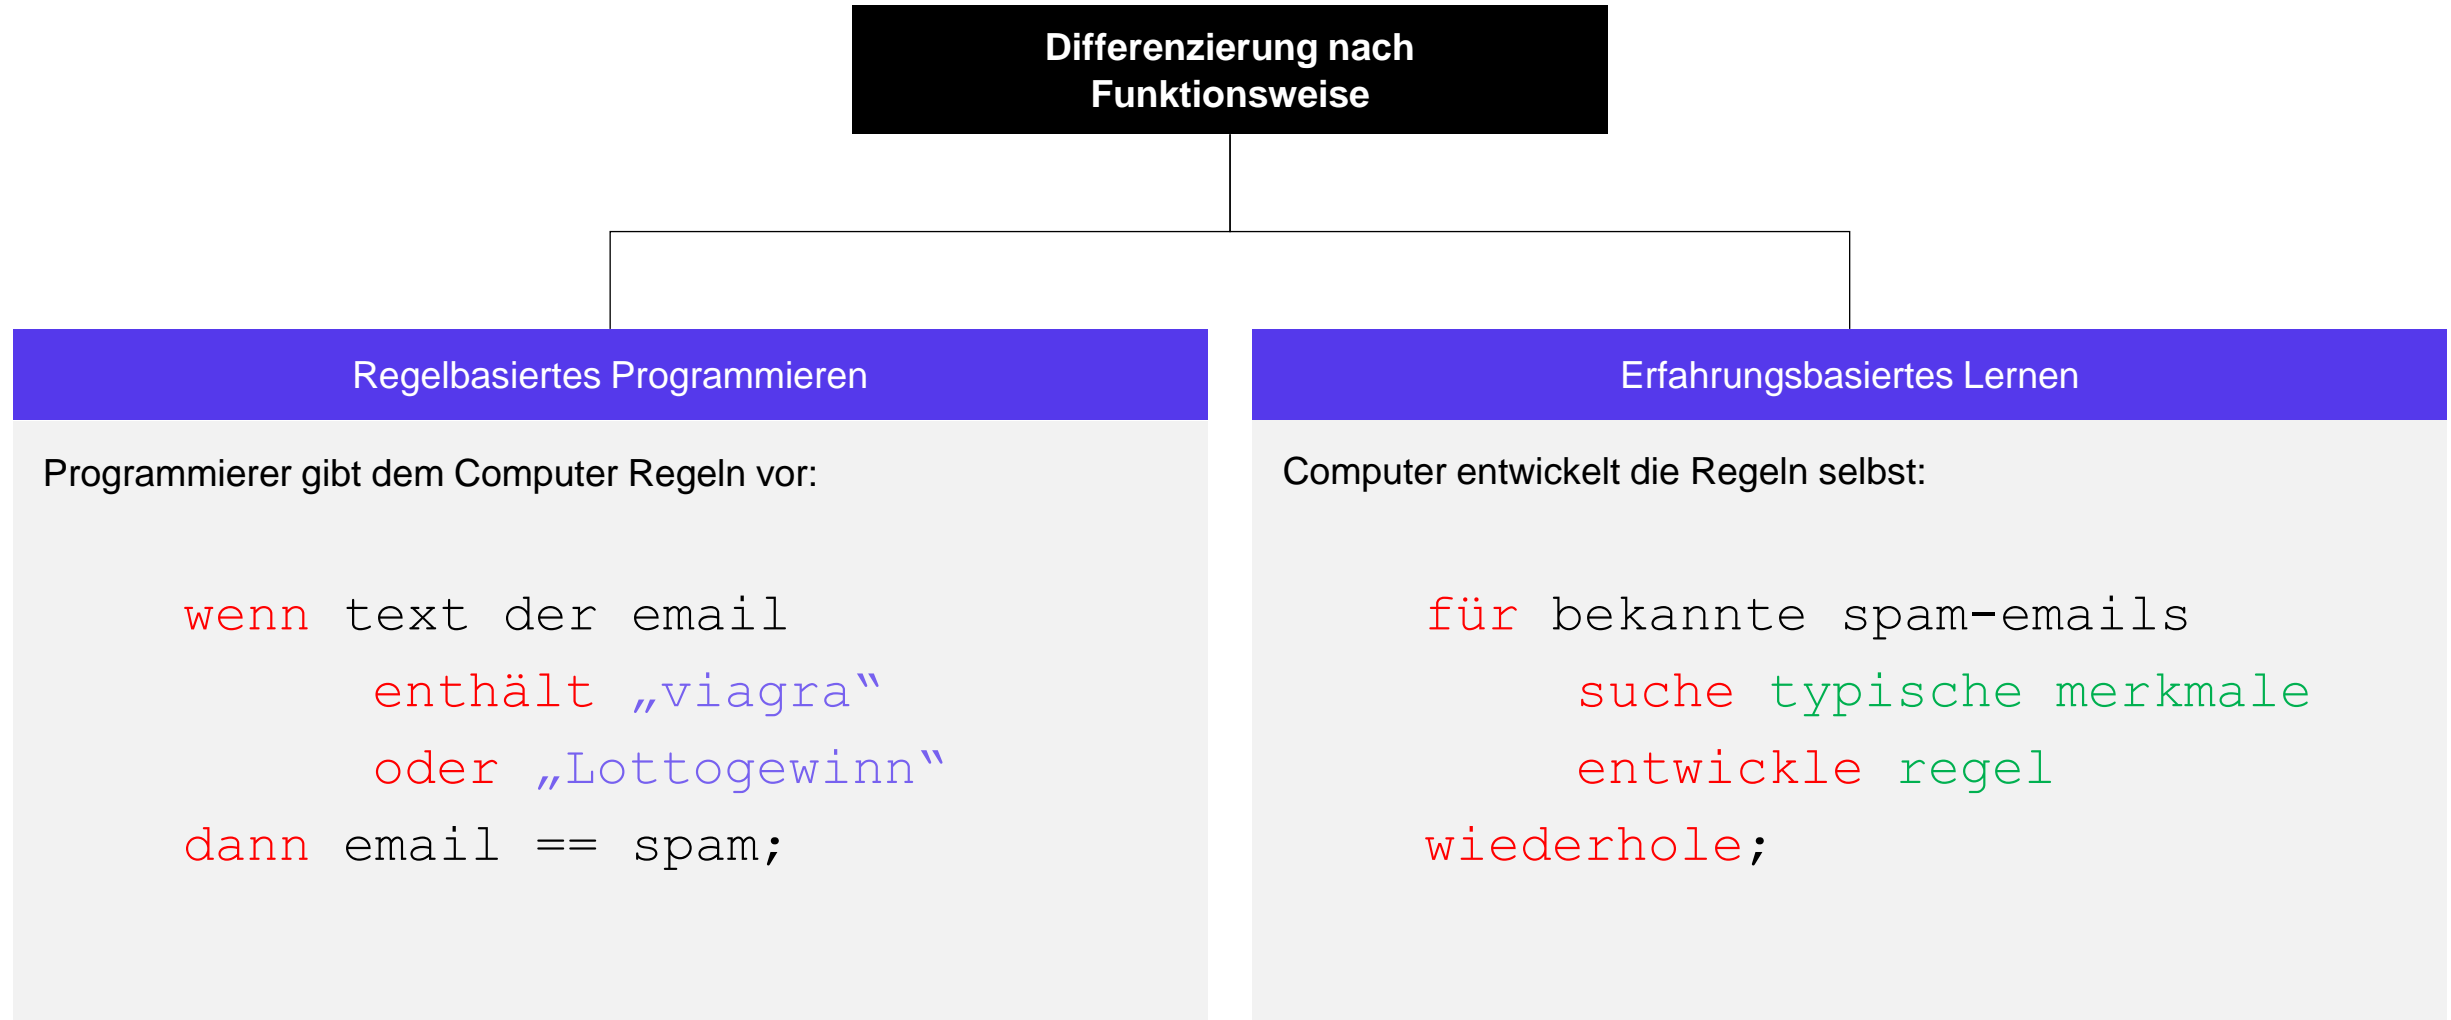 Differenzierung nach
Funktionsweise
Regelbasiertes Programmieren
Programmierer gibt dem Computer Regeln vor:
wenn text der email
enthält „viagra“
oder „Lottogewinn“
dann email == spam;
Erfahrungsbasiertes Lernen
Computer entwickelt die Regeln selbst:
für bekannte spam-emails
suche typische merkmale
entwickle regel
wiederhole;